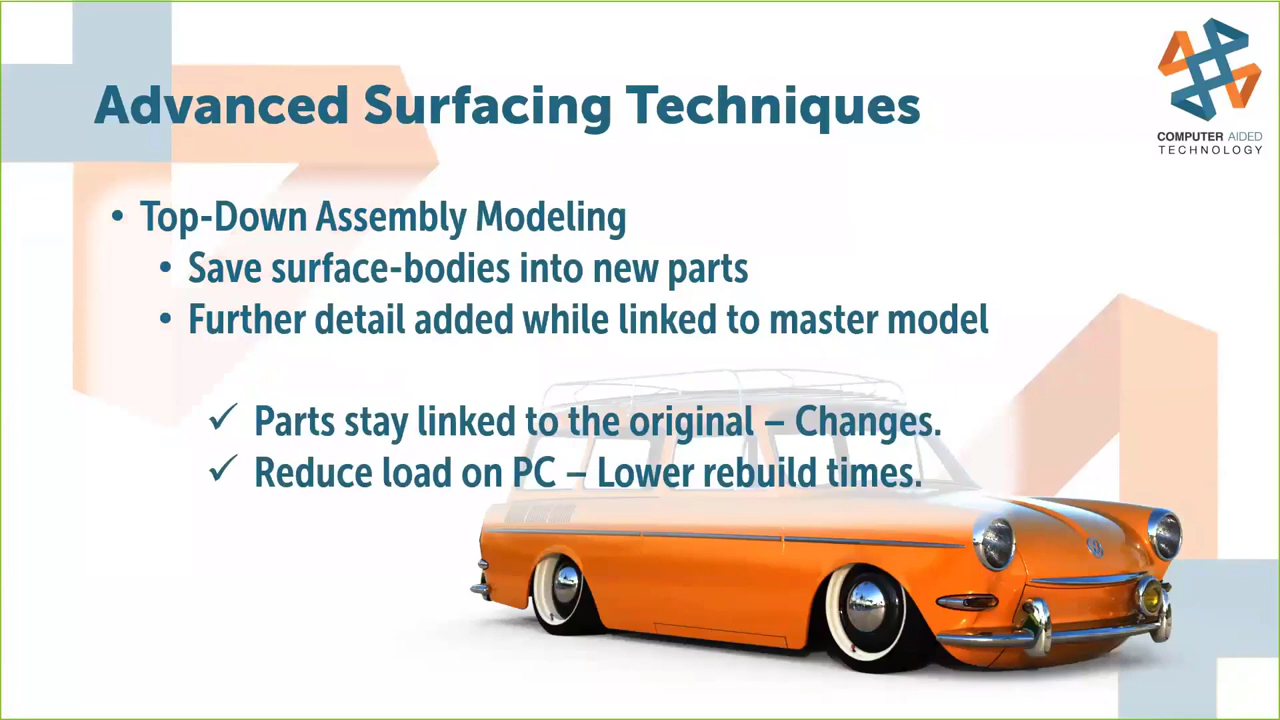 Advanced Surfacing Techniques
COMPUTER AIDED
TECHNOLOGY
• Top-Down Assembly Modeling
• Save surface-bodies into new parts
• Further detail added while linked to master model
✓ Parts stay linked to the original – Changes.
✓ Reduce load on PC – Lower rebuild times.